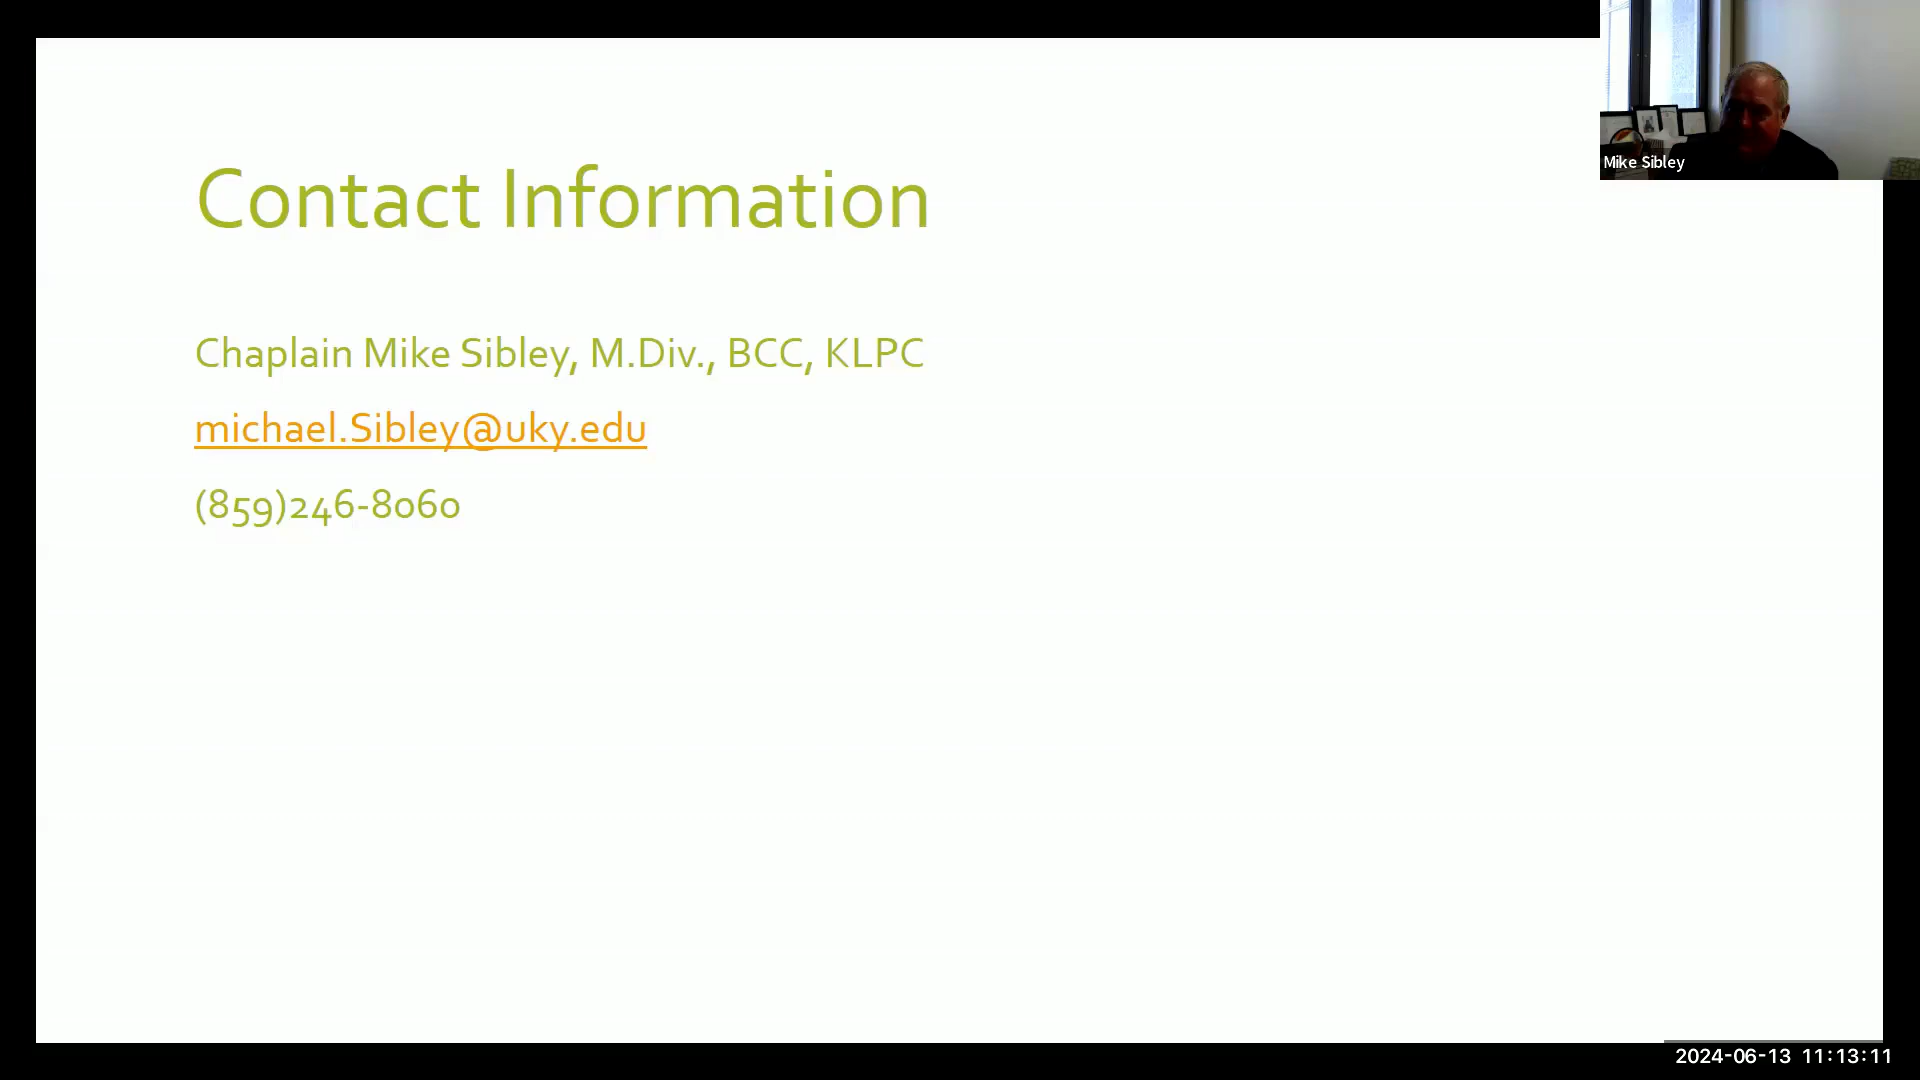 Mike Sibley
Contact Information
Chaplain Mike Sibley, M.Div., BCC, KLPC
michael.Sibley@uky.edu
(859)246-8060
2024-06-13 11:13:11